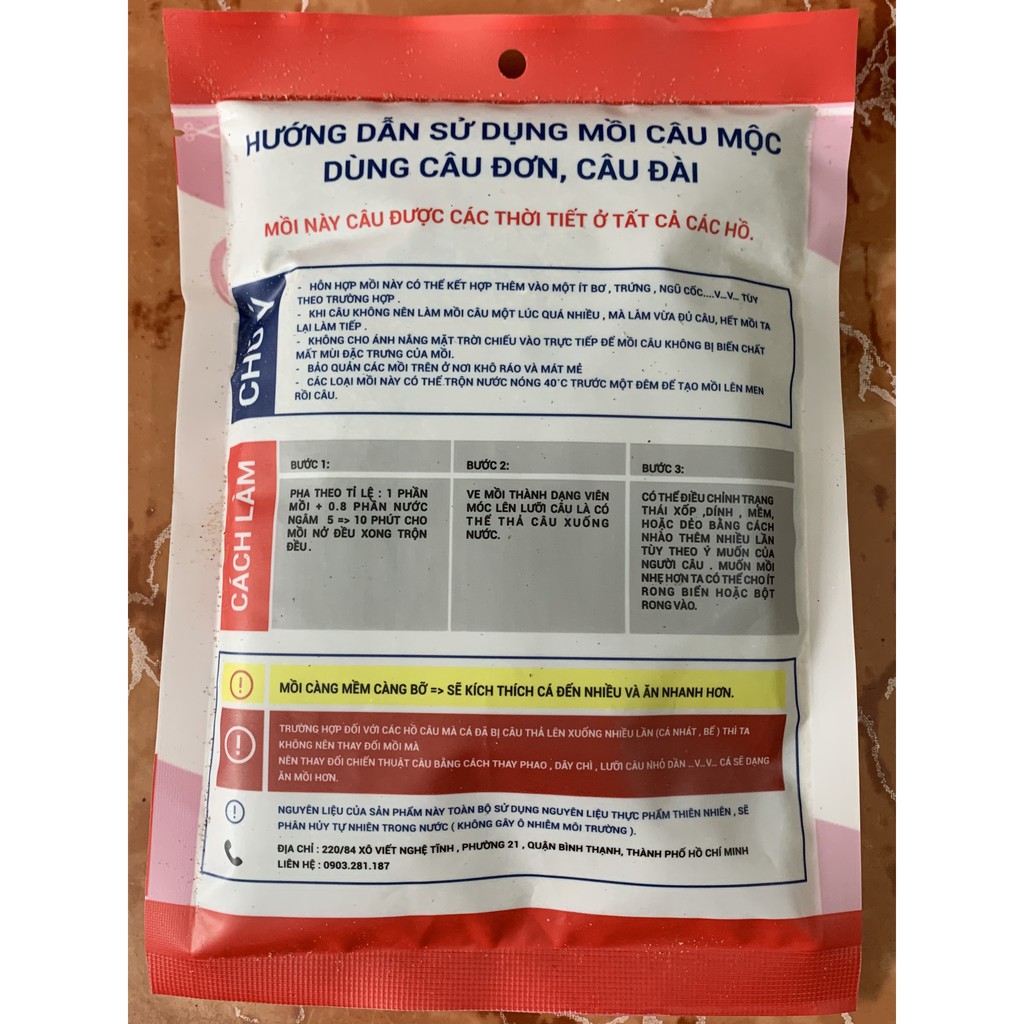 HƯỚNG DẪN SỬ DỤNG MỒI CÂU MỘC
DÙNG CÂU ĐƠN, CÂU ĐÀI
MỒI NÀY CÂU ĐƯỢC CÁC THỜI TIẾT Ở TẤT CẢ CÁC HỒ.
CHÚ Ý
- HỖN HỢP MỒI NÀY CÓ THỂ KẾT HỢP THÊM VÀO MỘT ÍT BƠ , TRỨNG , NGŨ CỐC....V...V... TÙY
THEO TRƯỜNG HỢP .
- KHI CÂU KHÔNG NÊN LÀM MỒI CÂU MỘT LÚC QUÁ NHIỀU , MÀ LÀM VỪA ĐỦ CÂU, HẾT MỒI TA
LẠI LÀM TIẾP .
- KHÔNG CHO ÁNH NẮNG MẶT TRỜI CHIẾU VÀO TRỰC TIẾP ĐỂ MỒI CÂU KHÔNG BỊ BIẾN CHẤT
MẤT MÙI ĐẶC TRƯNG CỦA MỒI.
- BẢO QUẢN CÁC MỒI TRÊN Ở NƠI KHÔ RÁO VÀ MÁT MẺ
- CÁC LOẠI MỒI NÀY CÓ THỂ TRỘN NƯỚC NÓNG 40°C TRƯỚC MỘT ĐÊM ĐỂ TẠO MỒI LÊN MEN
RỒI CÂU.
CÁCH LÀM
BƯỚC 1:
PHA THEO TỈ LỆ : 1 PHẦN
MỒI + 0.8 PHẦN NƯỚC
NGÂM 5 => 10 PHÚT CHO
MỒI NỞ ĐỀU XONG TRỘN
ĐỀU .
BƯỚC 2:
VE MỒI THÀNH DẠNG VIÊN
MÓC LÊN LƯỠI CÂU LÀ CÓ
THỂ THẢ CÂU XUỐNG
NƯỚC.
BƯỚC 3:
CÓ THỂ ĐIỀU CHỈNH TRẠNG
THÁI XỐP ,DÍNH , MỀM,
HOẶC DẺO BẰNG CÁCH
NHÀO THÊM NHIỀU LẦN
TÙY THEO Ý MUỐN CỦA
NGƯỜI CÂU . MUỐN MỒI
NHẸ HƠN TA CÓ THỂ CHO ÍT
RONG BIỂN HOẶC BỘT
RONG VÀO.
MỒI CÀNG MỀM CÀNG BỠ => SẼ KÍCH THÍCH CÁ ĐẾN NHIỀU VÀ ĂN NHANH HƠN.
TRƯỜNG HỢP ĐỐI VỚI CÁC HỒ CÂU MÀ CÁ ĐÃ BỊ CÂU THẢ LÊN XUỐNG NHIỀU LẦN (CÁ NHÁT , BỂ ) THÌ TA
KHÔNG NÊN THAY ĐỔI MỒI MÀ
NÊN THAY ĐỔI CHIẾN THUẬT CÂU BẰNG CÁCH THAY PHAO , DÂY CHÌ , LƯỠI CÂU NHỎ DẦN ...V...V... CÁ SẼ DẠNG
ĂN MỒI HƠN.
NGUYÊN LIỆU CỦA SẢN PHẨM NÀY TOÀN BỘ SỬ DỤNG NGUYÊN LIỆU THỰC PHẨM THIÊN NHIÊN , SẼ
PHÂN HỦY TỰ NHIÊN TRONG NƯỚC ( KHÔNG GÂY Ô NHIỄM MÔI TRƯỜNG ).
ĐỊA CHỈ : 220/84 XÔ VIẾT NGHỆ TĨNH , PHƯỜNG 21 , QUẬN BÌNH THẠNH, THÀNH PHỐ HỒ CHÍ MINH
LIÊN HỆ : 0903.281.187